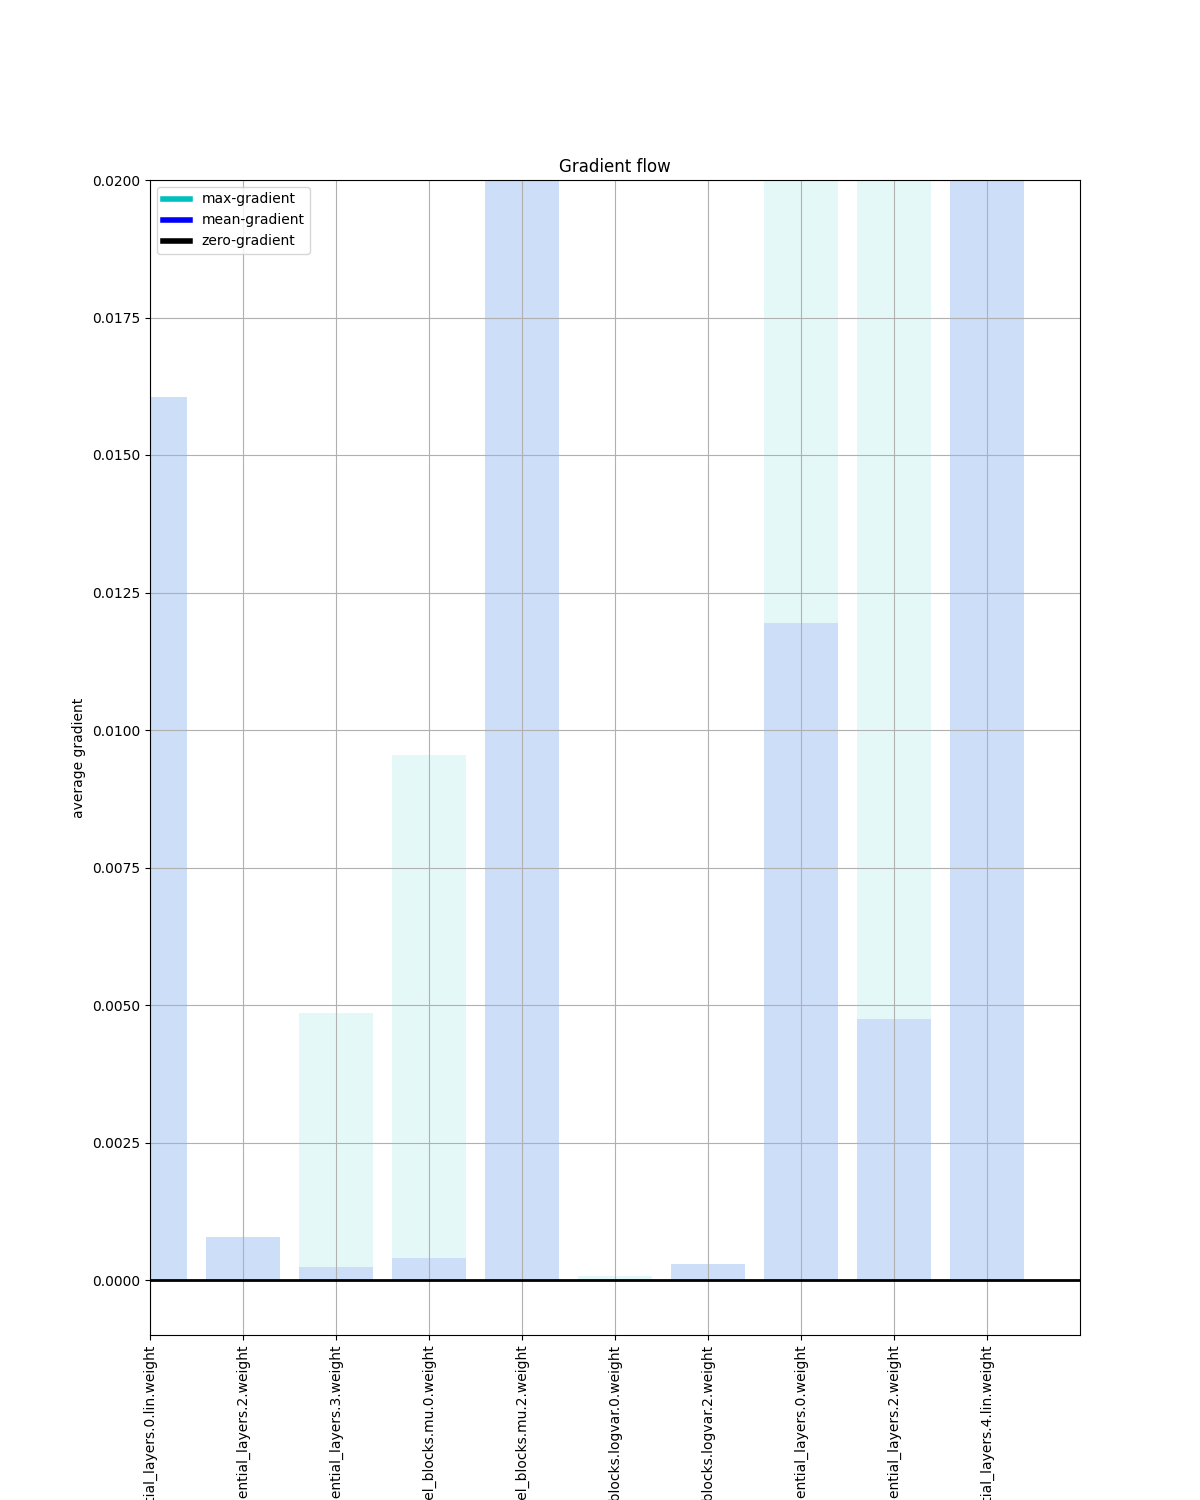 Gradient flow
max-gradient
mean-gradient
zero-gradient
0.0200
0.0175
0.0150
0.0125
0.0100
0.0075
0.0050
0.0025
0.0000
average gradient
tial_layers.0.lin.weight
ential_layers.2.weight
ential_layers.3.weight
el_blocks.mu.0.weight
el_blocks.mu.2.weight
blocks.logvar.0.weight
blocks.logvar.2.weight
ential_layers.0.weight
ential_layers.2.weight
tial_layers.4.lin.weight